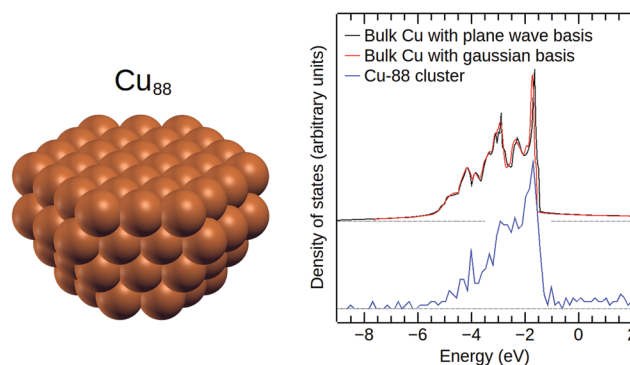 Cu₈₈
Bulk Cu with plane wave basis
Bulk Cu with gaussian basis
Cu-88 cluster
Density of states (arbitrary units)
−8 −6 −4 −2 0 2
Energy (eV)